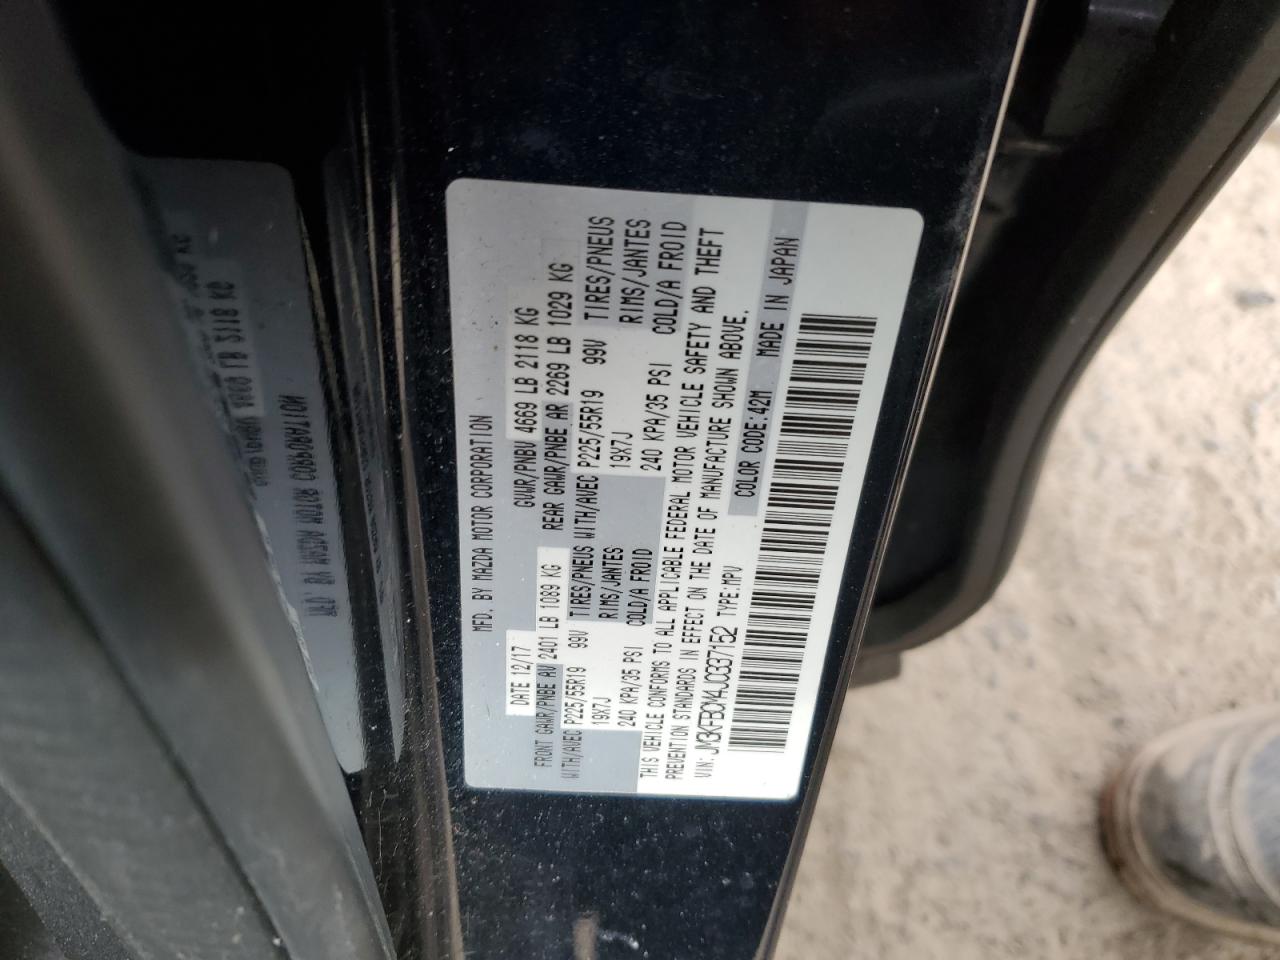 MFD. BY MAZDA MOTOR CORPORATION
DATE 12/17 GVWR/PNBV 4669 LB 2118 KG
FRONT GAWR/PNBE AV 2401 LB 1089 KG REAR GAWR/PNBE AR 2269 LB 1029 KG
WITH/AVEC P225/55R19 99V TIRES/PNEUS WITH/AVEC P225/55R19 99V TIRES/PNEUS
19X7J RIMS/JANTES 19X7J RIMS/JANTES
240 KPA/35 PSI COLD/A FROID 240 KPA/35 PSI COLD/A FROID
THIS VEHICLE CONFORMS TO ALL APPLICABLE FEDERAL MOTOR VEHICLE SAFETY AND THEFT
PREVENTION STANDARDS IN EFFECT ON THE DATE OF MANUFACTURE SHOWN ABOVE.
VIN: JM3KFBCM4J0337152 TYPE:MPV COLOR CODE:42M MADE IN JAPAN